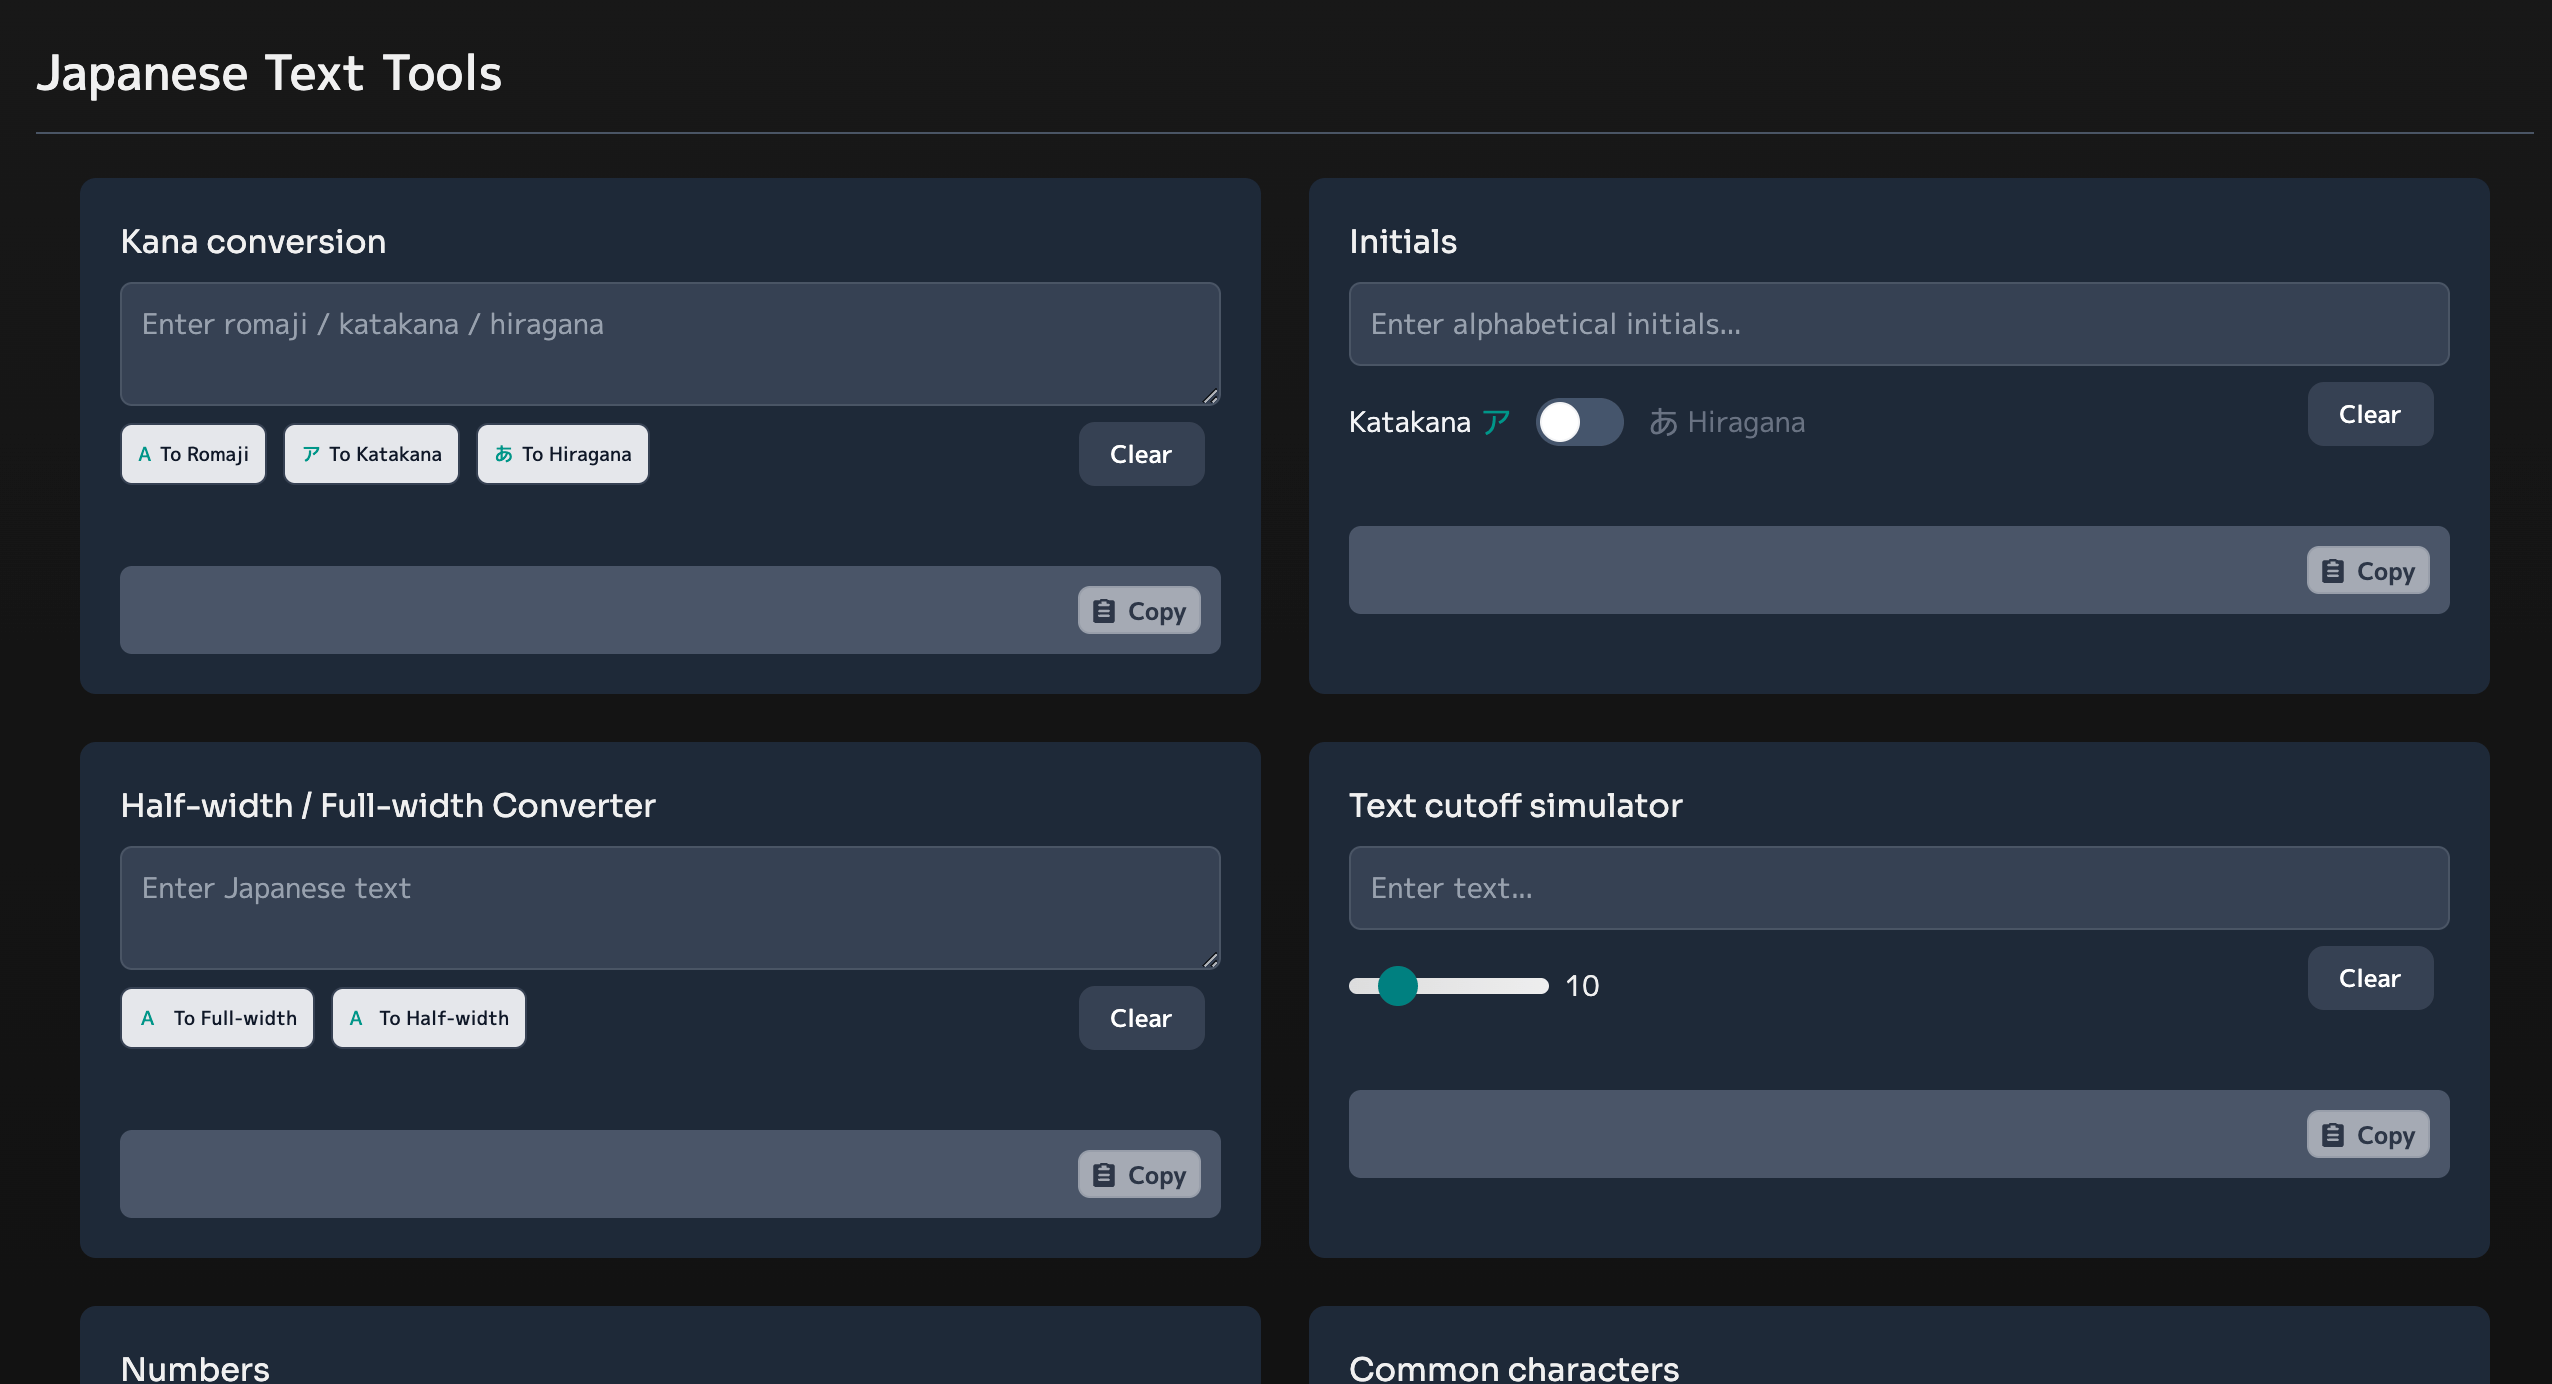 Japanese Text Tools
Kana conversion
Enter romaji / katakana / hiragana
A To Romaji
ア To Katakana
あ To Hiragana
Clear
Copy
Initials
Enter alphabetical initials...
Katakana ア
あ Hiragana
Clear
Copy
Half-width / Full-width Converter
Enter Japanese text
A To Full-width
A To Half-width
Clear
Copy
Text cutoff simulator
Enter text...
10
Clear
Copy
Numbers
Common characters